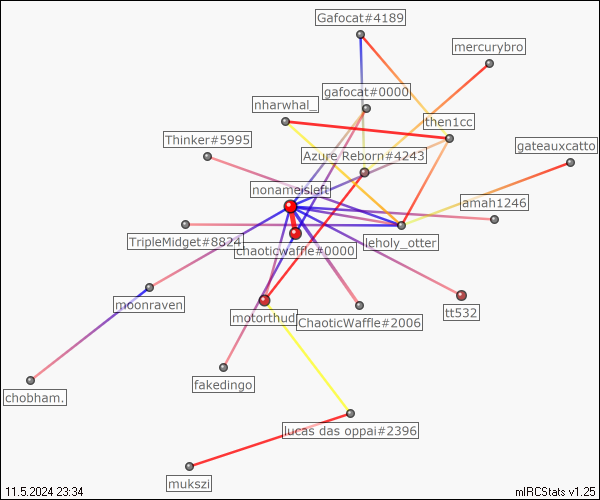 Gafocat#4189
mercurybro
gafocat#0000
nharwhal_
then1cc
Thinker#5995
gateauxcatto
Azure Reborn#4243
nonameisleft
amah1246
TripleMidget#8824
leholy_otter
chaoticwaffle#0000
moonraven
motorthud
ChaoticWaffle#2006
tt532
fakedingo
chobham.
lucas das oppai#2396
mukszi
11.5.2024 23:34
mIRCStats v1.25